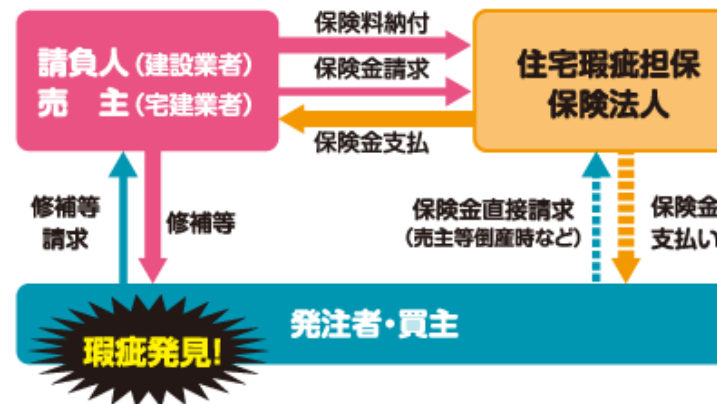 請負人（建設業者）
売　主（宅建業者）
保険料納付
保険金請求
保険金支払
住宅瑕疵担保
保険法人
修補等
請求
修補等
保険金直接請求
（売主等倒産時など）
保険金
支払い
発注者・買主
瑕疵発見！